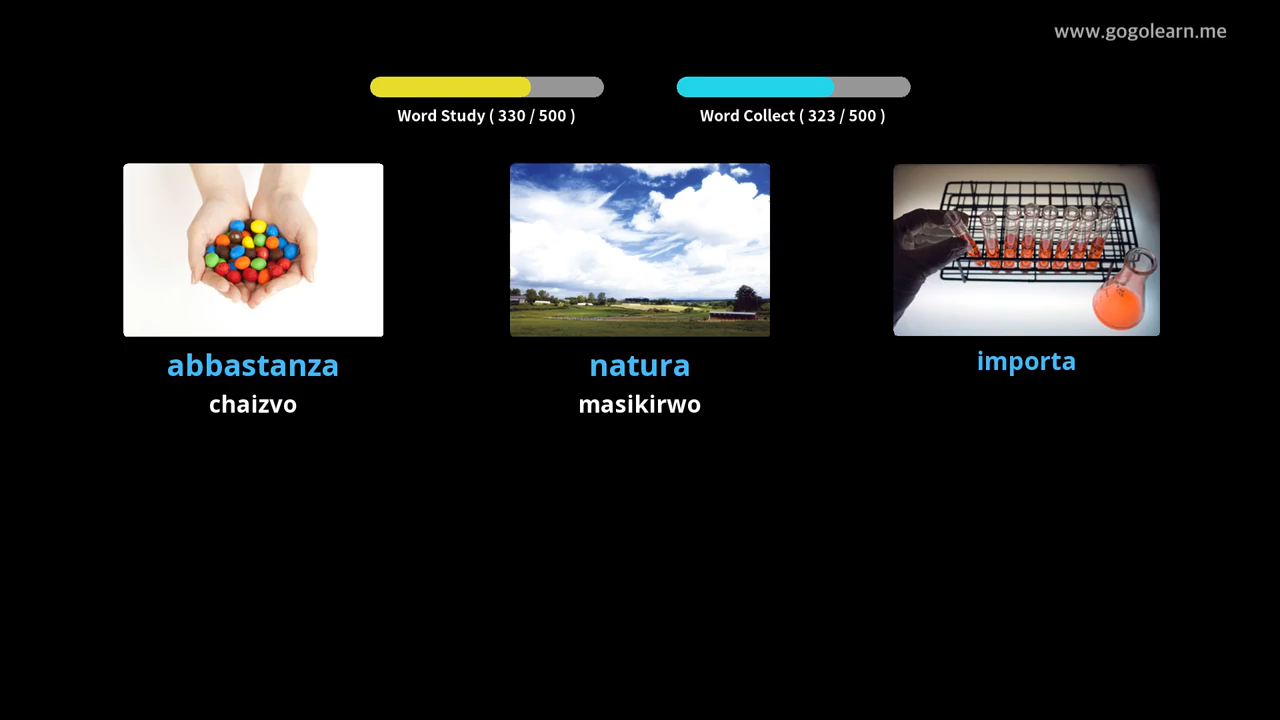 www.gogolearn.me
Word Study ( 330 / 500 )
Word Collect ( 323 / 500 )
abbastanza
chaizvo
natura
masikirwo
importa